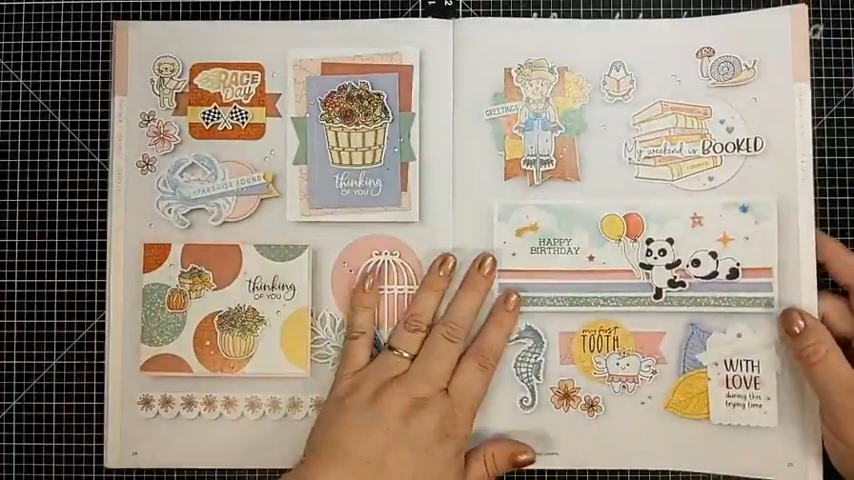 RACE
Day
thinking
OF YOU
PARADISE FOUND
thinking
OF YOU
GREETINGS
My weekend is BOOKED
HAPPY
BIRTHDAY
my first
TOOTH
WITH
LOVE
during this
trying time